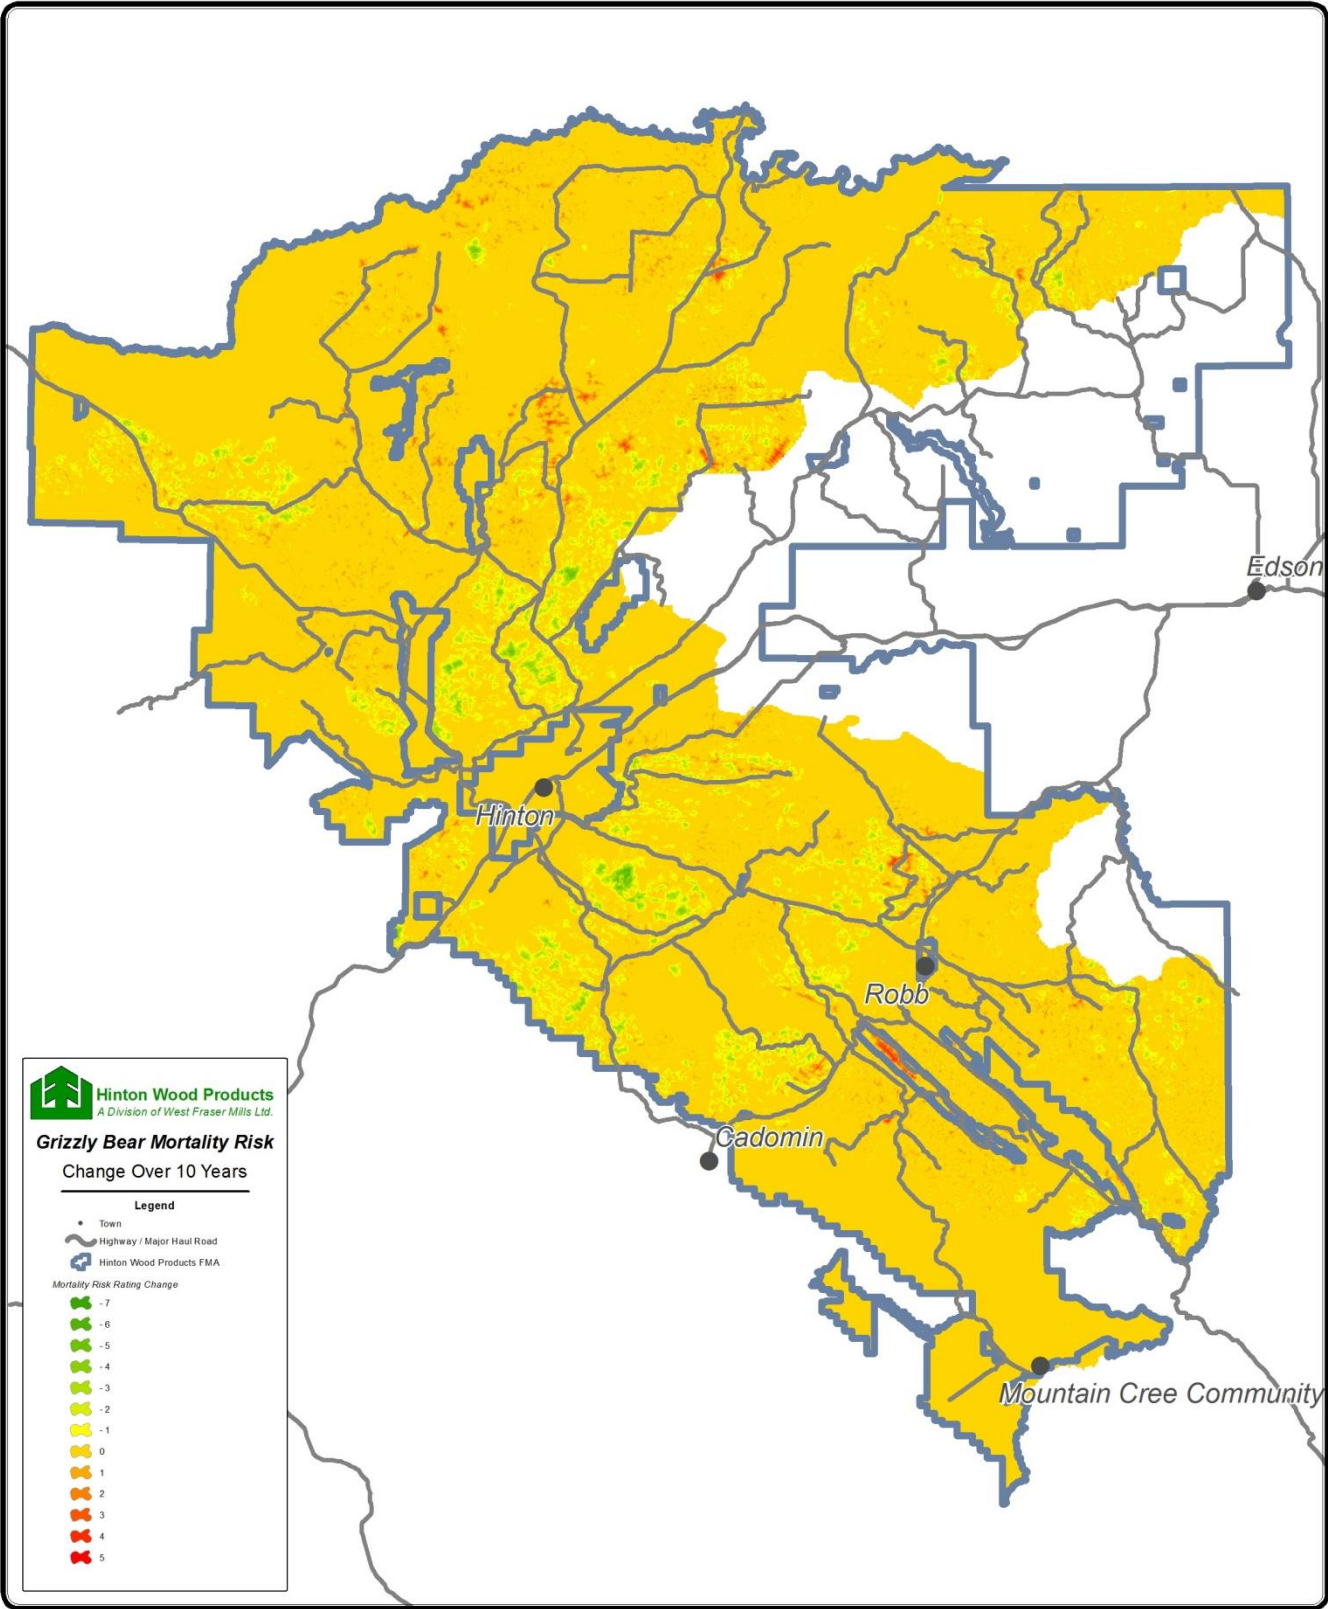 Edson
Hinton
Robb
Cadomin
Mountain Cree Community
Hinton Wood Products
A Division of West Fraser Mills Ltd.
Grizzly Bear Mortality Risk
Change Over 10 Years
Legend
Town
Highway / Major Haul Road
Hinton Wood Products FMA
Mortality Risk Rating Change
- 7
- 6
- 5
- 4
- 3
- 2
- 1
0
1
2
3
4
5